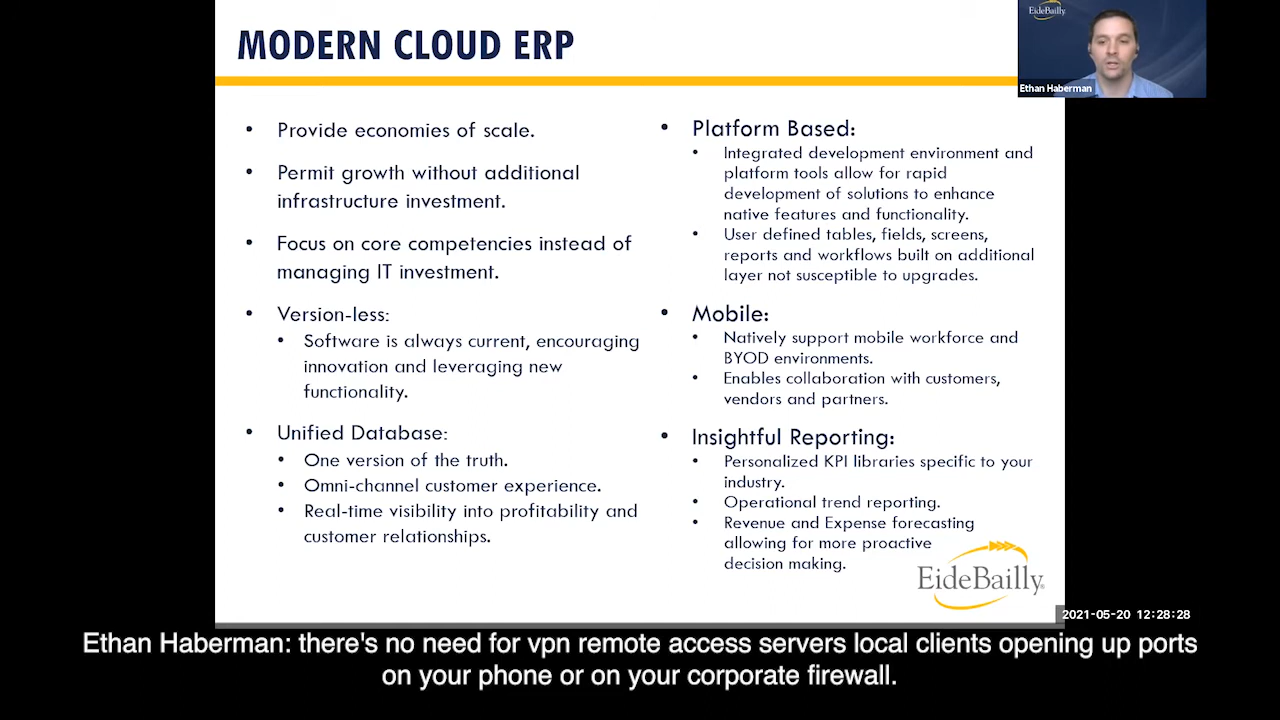 MODERN CLOUD ERP
EideBailly
Ethan Haberman
• Provide economies of scale.
• Permit growth without additional
infrastructure investment.
• Focus on core competencies instead of
managing IT investment.
• Version-less:
• Software is always current, encouraging
innovation and leveraging new
functionality.
• Unified Database:
• One version of the truth.
• Omni-channel customer experience.
• Real-time visibility into profitability and
customer relationships.
• Platform Based:
• Integrated development environment and
platform tools allow for rapid
development of solutions to enhance
native features and functionality.
• User defined tables, fields, screens,
reports and workflows built on additional
layer not susceptible to upgrades.
• Mobile:
• Natively support mobile workforce and
BYOD environments.
• Enables collaboration with customers,
vendors and partners.
• Insightful Reporting:
• Personalized KPI libraries specific to your
industry.
• Operational trend reporting.
• Revenue and Expense forecasting
allowing for more proactive
decision making.
EideBailly®
2021-05-20 12:28:28
Ethan Haberman: there's no need for vpn remote access servers local clients opening up ports
on your phone or on your corporate firewall.